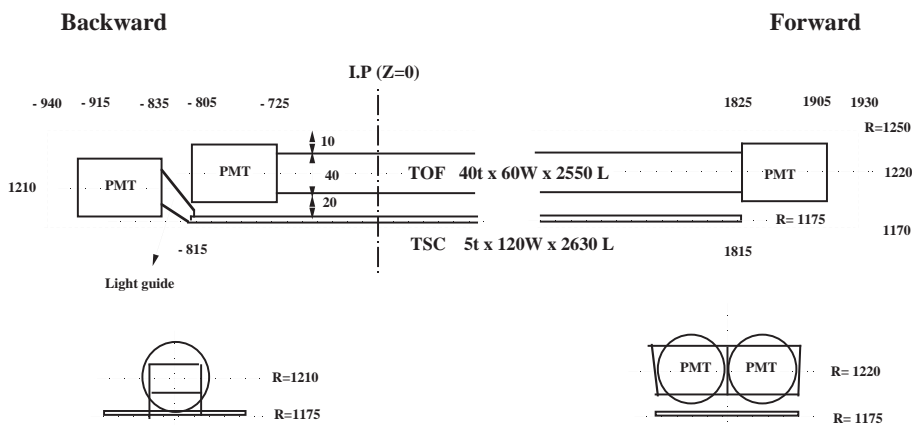 Backward Forward
I.P (Z=0)
- 940 - 915 - 835 - 805 - 725 1825 1905 1930
R=1250
10
PMT PMT TOF 40t x 60W x 2550 L PMT 1220
40
1210
20
R= 1175
1170
- 815 TSC 5t x 120W x 2630 L 1815
Light guide
PMT PMT
R=1210 R= 1220
R=1175 R= 1175